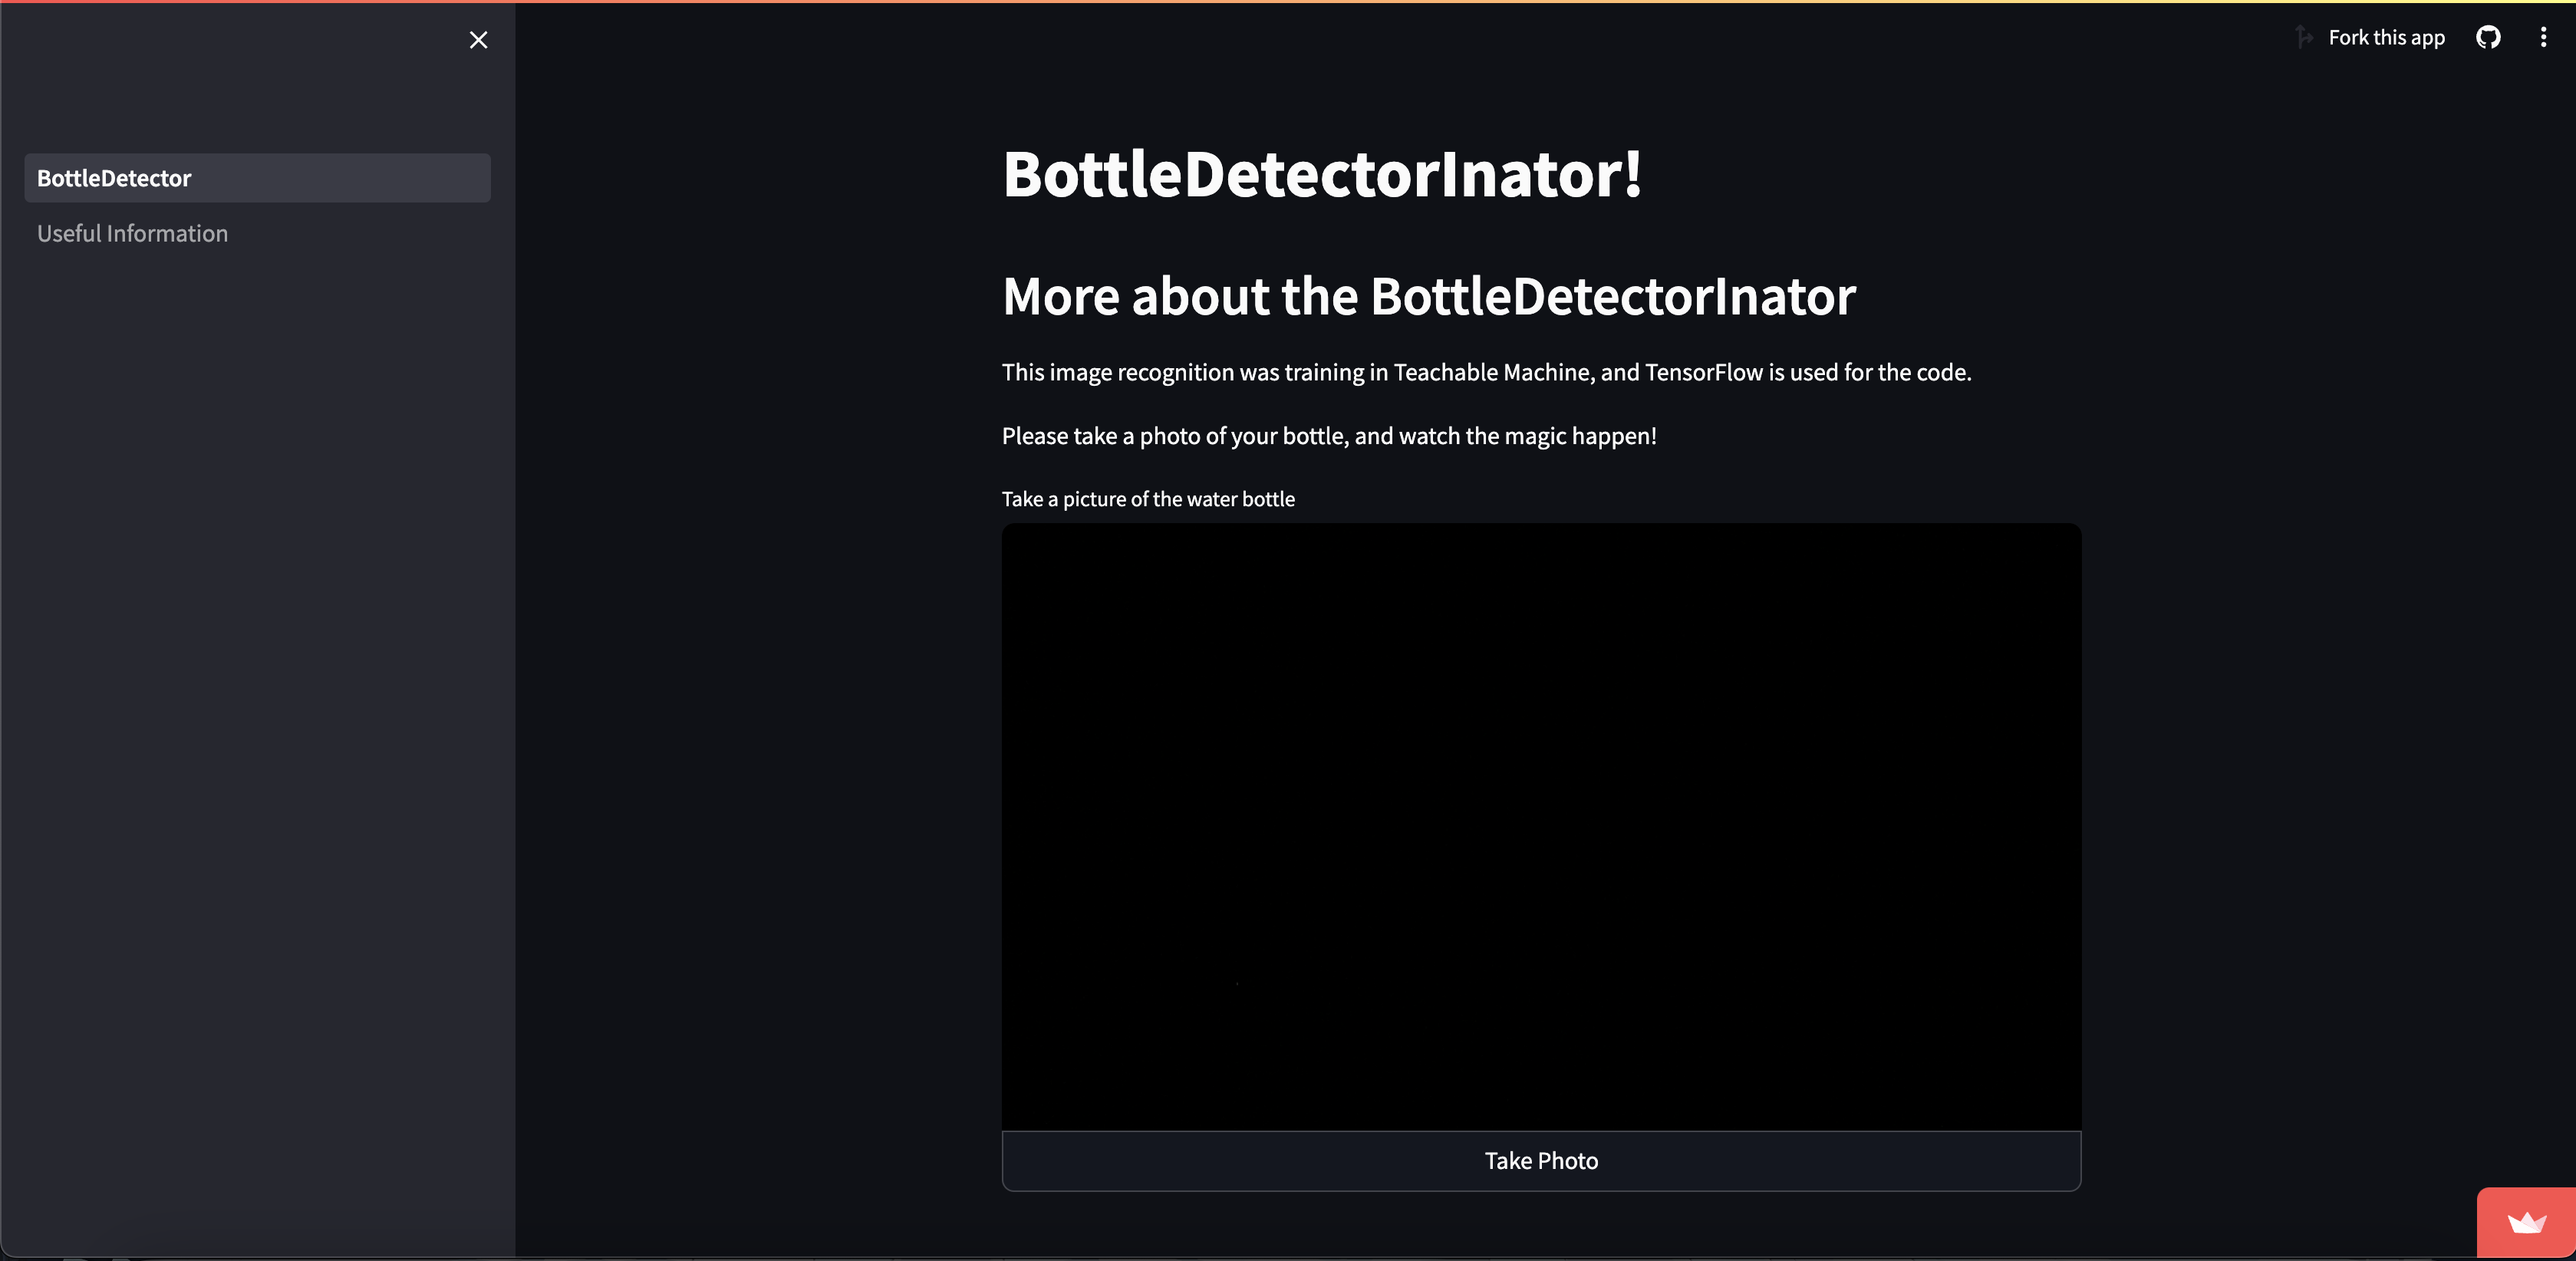 Fork this app
BottleDetector
Useful Information
BottleDetectorInator!
More about the BottleDetectorInator
This image recognition was training in Teachable Machine, and TensorFlow is used for the code.
Please take a photo of your bottle, and watch the magic happen!
Take a picture of the water bottle
Take Photo